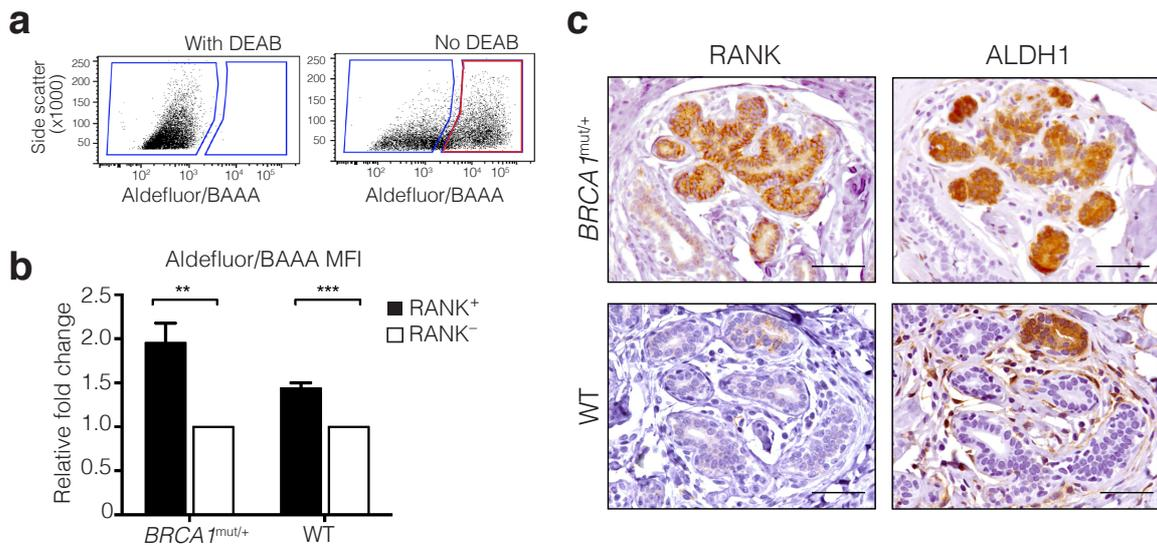 a
With DEAB
No DEAB
Side scatter
(x1000)
250
200
150
100
50
10² 10³ 10⁴ 10⁵
Aldefluor/BAAA
250
200
150
100
50
10² 10³ 10⁴ 10⁵
Aldefluor/BAAA
b
Aldefluor/BAAA MFI
Relative fold change
2.5
2.0
1.5
1.0
0.5
0
**
***
RANK⁺
RANK⁻
BRCA1mut/+
WT
c
RANK
ALDH1
BRCA1mut/+
WT